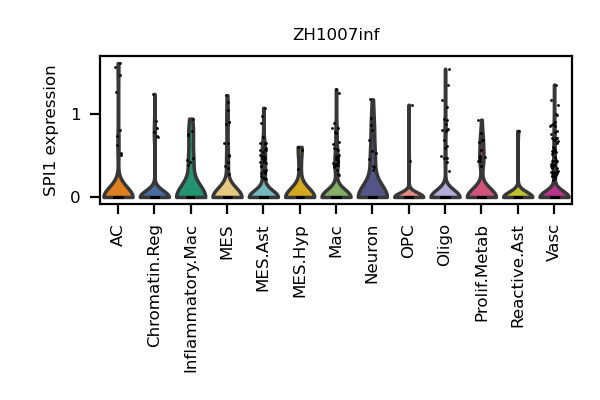 ZH1007inf
SPI1 expression
1
0
AC
Chromatin.Reg
Inflammatory.Mac
MES
MES.Ast
MES.Hyp
Mac
Neuron
OPC
Oligo
Prolif.Metab
Reactive.Ast
Vasc